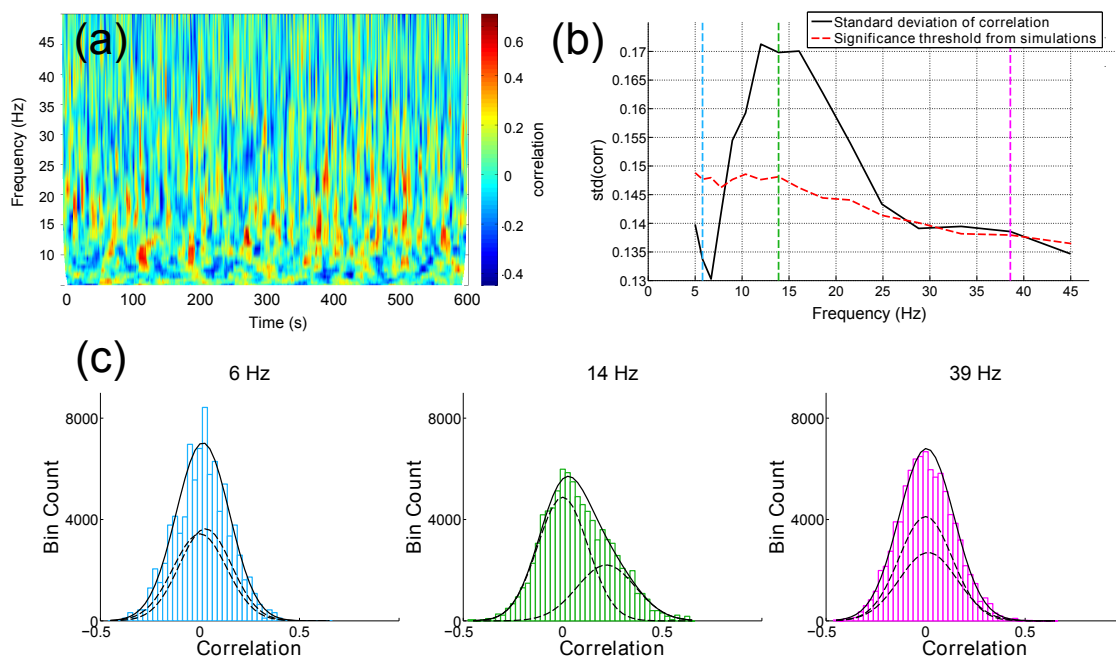 (a)
50
40
30
20
10
Frequency (Hz)
0
100
200
300
400
500
600
Time (s)
0.6
0.4
0.2
0
-0.2
-0.4
correlation
(b)
Standard deviation of correlation
Significance threshold from simulations
0.17
0.165
0.16
0.155
0.15
0.145
0.14
0.135
0.13
std(corr)
0
5
10
15
20
25
30
35
40
45
Frequency (Hz)
(c)
6 Hz
8000
4000
0
Bin Count
−0.5
0
0.5
Correlation
14 Hz
8000
4000
0
Bin Count
−0.5
0
0.5
Correlation
39 Hz
8000
4000
0
Bin Count
−0.5
0
0.5
Correlation